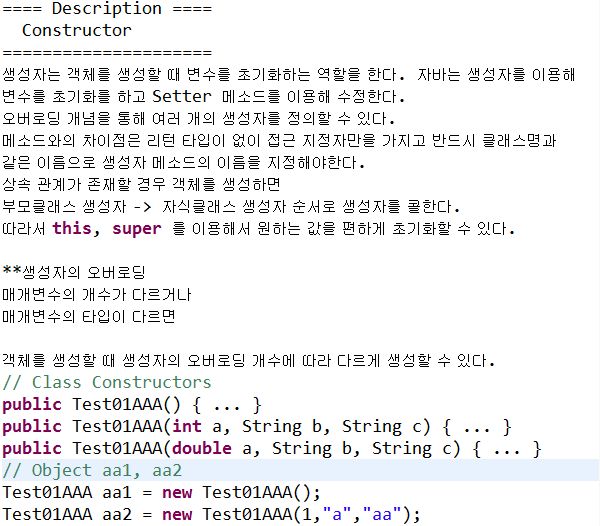 ==== Description ====
Constructor
=====================
생성자는 객체를 생성할 때 변수를 초기화하는 역할을 한다. 자바는 생성자를 이용해
변수를 초기화를 하고 Setter 메소드를 이용해 수정한다.
오버로딩 개념을 통해 여러 개의 생성자를 정의할 수 있다.
메소드와의 차이점은 리턴 타입이 없이 접근 지정자만을 가지고 반드시 클래스명과
같은 이름으로 생성자 메소드의 이름을 지정해야한다.
상속 관계가 존재할 경우 객체를 생성하면
부모클래스 생성자 -> 자식클래스 생성자 순서로 생성자를 콜한다.
따라서 this, super 를 이용해서 원하는 값을 편하게 초기화할 수 있다.
**생성자의 오버로딩
매개변수의 개수가 다르거나
매개변수의 타입이 다르면
객체를 생성할 때 생성자의 오버로딩 개수에 따라 다르게 생성할 수 있다.
// Class Constructors
public Test01AAA() { ... }
public Test01AAA(int a, String b, String c) { ... }
public Test01AAA(double a, String b, String c) { ... }
// Object aa1, aa2
Test01AAA aa1 = new Test01AAA();
Test01AAA aa2 = new Test01AAA(1,"a","aa");